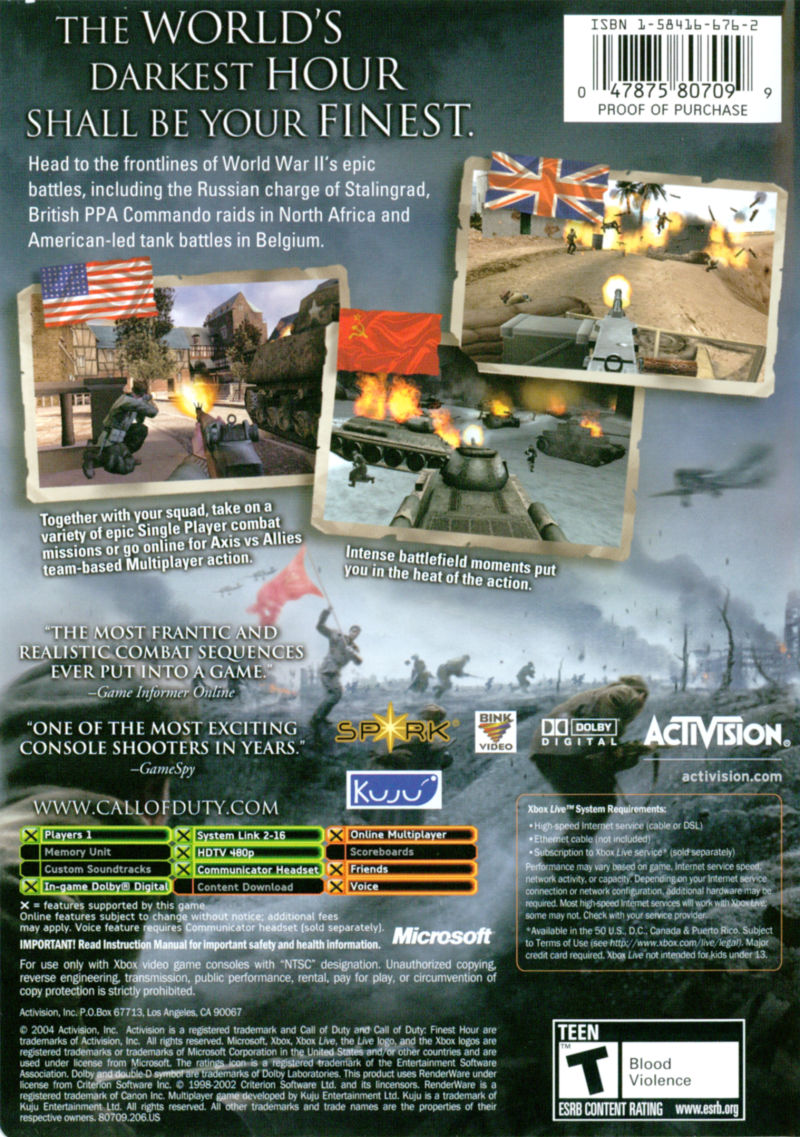 THE WORLD'S
DARKEST HOUR
SHALL BE YOUR FINEST.
ISBN 1-58416-676-2
0 47875 80709 9
PROOF OF PURCHASE
Head to the frontlines of World War II's epic
battles, including the Russian charge of Stalingrad,
British PPA Commando raids in North Africa and
American-led tank battles in Belgium.
Together with your squad, take on a
variety of epic Single Player combat
missions or go online for Axis vs Allies
team-based Multiplayer action.
Intense battlefield moments put
you in the heat of the action.
"THE MOST FRANTIC AND
REALISTIC COMBAT SEQUENCES
EVER PUT INTO A GAME."
–Game Informer Online
"ONE OF THE MOST EXCITING
CONSOLE SHOOTERS IN YEARS."
–GameSpy
WWW.CALLOFDUTY.COM
SPARK®
BINK
VIDEO
DOLBY
DIGITAL
ACTIVISION®
activision.com
Kuju
Players 1
Memory Unit
Custom Soundtracks
In-game Dolby® Digital
System Link 2-16
HDTV 480p
Communicator Headset
Content Download
Online Multiplayer
Scoreboards
Friends
Voice
X = features supported by this game
Online features subject to change without notice; additional fees
may apply. Voice feature requires Communicator headset (sold separately).
IMPORTANT! Read Instruction Manual for important safety and health information.
Microsoft
For use only with Xbox video game consoles with "NTSC" designation. Unauthorized copying,
reverse engineering, transmission, public performance, rental, pay for play, or circumvention of
copy protection is strictly prohibited.
Xbox Live™ System Requirements:
• High-speed Internet service (cable or DSL)
• Ethernet cable (not included)
• Subscription to Xbox Live service* (sold separately)
Performance may vary based on game, Internet service speed,
network activity, or capacity. Depending on your Internet service
connection or network configuration, additional hardware may be
required. Most high-speed Internet services will work with Xbox Live;
some may not. Check with your service provider.
*Available in the 50 U.S., D.C., Canada & Puerto Rico. Subject
to Terms of Use (see http://www.xbox.com/live/legal). Major
credit card required. Xbox Live not intended for kids under 13.
Activision, Inc. P.O.Box 67713, Los Angeles, CA 90067
© 2004 Activision, Inc. Activision is a registered trademark and Call of Duty and Call of Duty: Finest Hour are
trademarks of Activision, Inc. All rights reserved. Microsoft, Xbox, Xbox Live, the Live logo, and the Xbox logos are
registered trademarks or trademarks of Microsoft Corporation in the United States and/or other countries and are
used under license from Microsoft. The ratings icon is a registered trademark of the Entertainment Software
Association. Dolby and double-D symbol are trademarks of Dolby Laboratories. This product uses RenderWare under
license from Criterion Software Inc. © 1998-2002 Criterion Software Ltd. and its lincensors. RenderWare is a
registered trademark of Canon Inc. Multiplayer game developed by Kuju Entertainment Ltd. Kuju is a trademark of
Kuju Entertainment Ltd. All rights reserved. All other trademarks and trade names are the properties of their
respective owners. 80709.206.US
TEEN
T
™
Blood
Violence
ESRB CONTENT RATING www.esrb.org